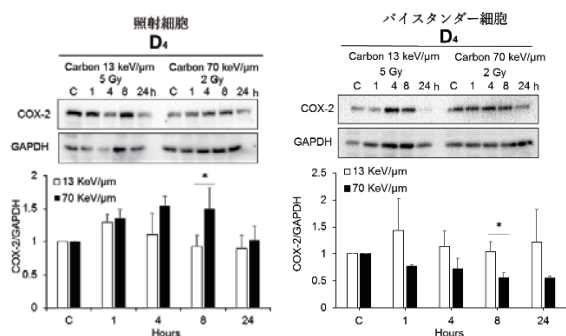 照射細胞
D4
Carbon 13 keV/μm Carbon 70 keV/μm
5 Gy 2 Gy
C 1 4 8 24 C 1 4 8 24 h
COX-2
GAPDH
13 KeV/μm
70 KeV/μm
*
COX-2/GAPDH
2
1.5
1
0.5
0
C 1 4 8 24
Hours
バイスタンダー細胞
D4
Carbon 13 keV/μm Carbon 70 keV/μm
5 Gy 2 Gy
C 1 4 8 24 C 1 4 8 24 h
COX-2
GAPDH
13 KeV/μm
70 KeV/μm
*
COX-2/GAPDH
2.5
2
1.5
1
0.5
0
C 1 4 8 24
Hours